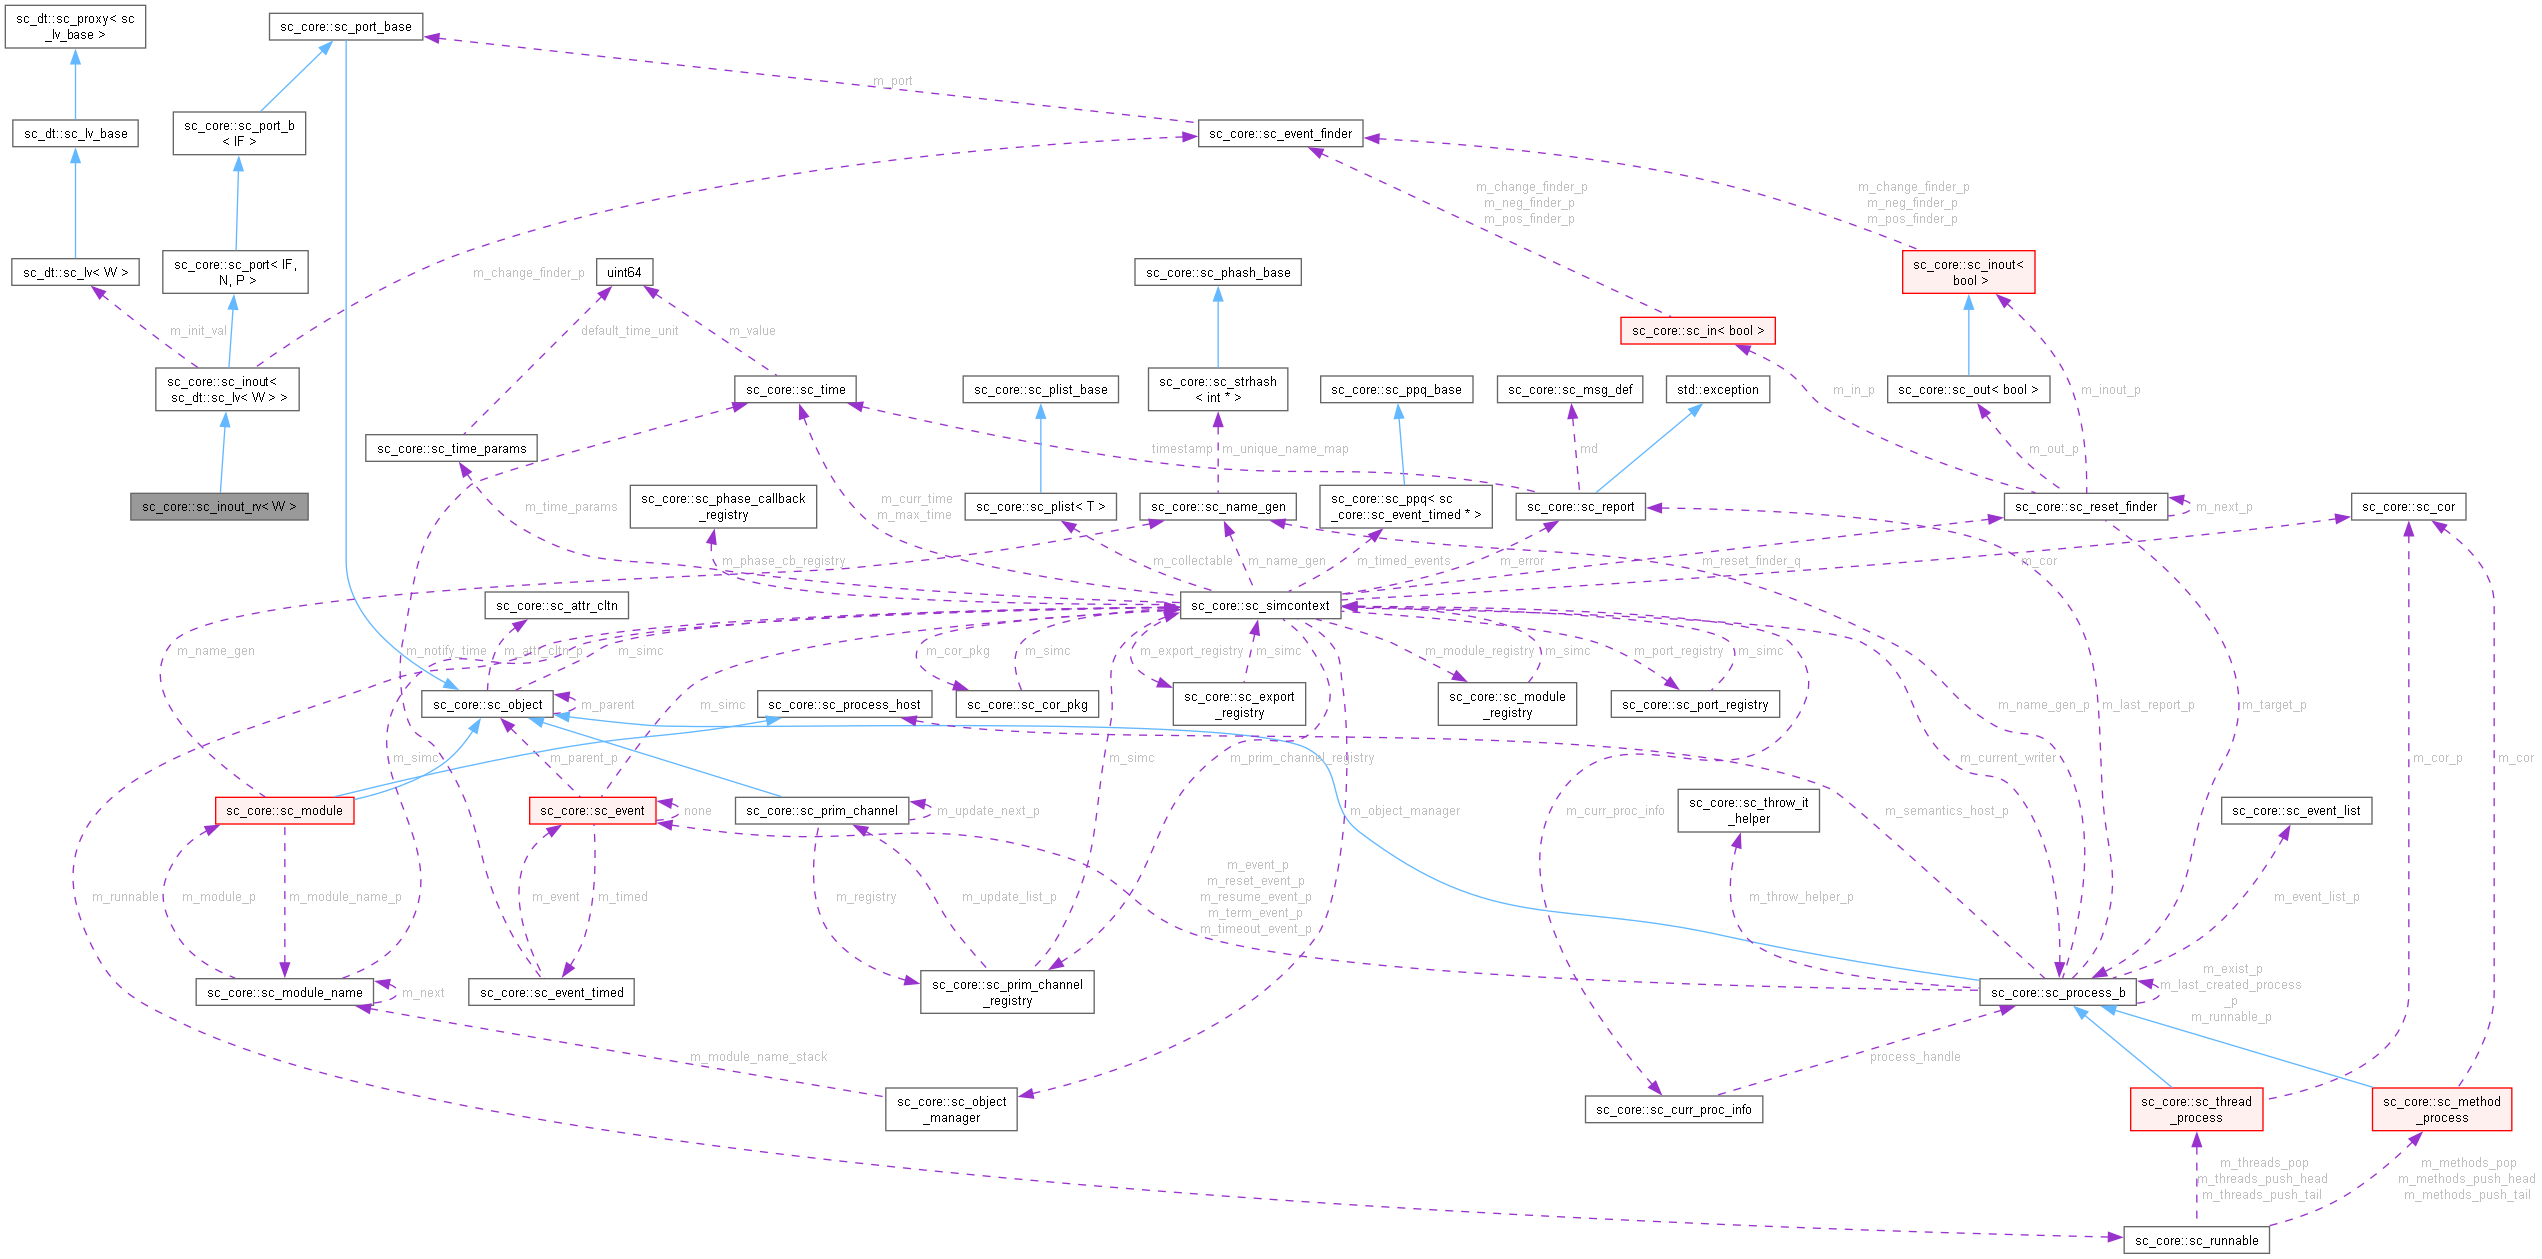 sc_dt::sc_proxy< sc
_lv_base >
sc_core::sc_port_base
m_port
sc_dt::sc_lv_base
sc_core::sc_port_b
< IF >
sc_core::sc_event_finder
m_change_finder_p
m_neg_finder_p
m_pos_finder_p
m_change_finder_p
m_neg_finder_p
m_pos_finder_p
sc_dt::sc_lv< W >
sc_core::sc_port< IF,
N, P >
m_change_finder_p
uint64
sc_core::sc_phash_base
sc_core::sc_inout<
bool >
m_init_val
default_time_unit
m_value
sc_core::sc_in< bool >
sc_core::sc_inout<
sc_dt::sc_lv< W > >
sc_core::sc_time
sc_core::sc_plist_base
sc_core::sc_strhash
< int * >
sc_core::sc_ppq_base
sc_core::sc_msg_def
std::exception
m_in_p
sc_core::sc_out< bool >
m_inout_p
sc_core::sc_time_params
timestamp
m_unique_name_map
md
m_out_p
sc_core::sc_inout_rv< W >
m_time_params
sc_core::sc_phase_callback
_registry
m_curr_time
m_max_time
sc_core::sc_plist< T >
sc_core::sc_name_gen
sc_core::sc_ppq< sc
_core::sc_event_timed * >
sc_core::sc_report
sc_core::sc_reset_finder
m_next_p
sc_core::sc_cor
m_phase_cb_registry
m_collectable
m_name_gen
m_timed_events
m_error
m_reset_finder_q
m_cor
sc_core::sc_attr_cltn
sc_core::sc_simcontext
m_name_gen
m_notify_time
m_attr_cltn_p
m_simc
m_cor_pkg
m_simc
m_export_registry
m_simc
m_module_registry
m_simc
m_port_registry
m_simc
sc_core::sc_object
m_parent
m_simc
sc_core::sc_process_host
sc_core::sc_cor_pkg
sc_core::sc_export
_registry
sc_core::sc_module
_registry
sc_core::sc_port_registry
m_name_gen_p
m_last_report_p
m_target_p
m_simc
m_parent_p
m_simc
m_prim_channel_registry
m_current_writer
m_cor_p
m_cor
sc_core::sc_module
sc_core::sc_event
none
sc_core::sc_prim_channel
m_update_next_p
m_object_manager
m_curr_proc_info
sc_core::sc_throw_it
_helper
m_semantics_host_p
sc_core::sc_event_list
m_runnable
m_module_p
m_module_name_p
m_event
m_timed
m_registry
m_update_list_p
m_event_p
m_reset_event_p
m_resume_event_p
m_term_event_p
m_timeout_event_p
m_throw_helper_p
m_event_list_p
sc_core::sc_module_name
m_next
sc_core::sc_event_timed
sc_core::sc_prim_channel
_registry
sc_core::sc_process_b
m_exist_p
m_last_created_process
_p
m_runnable_p
m_module_name_stack
process_handle
sc_core::sc_object
_manager
sc_core::sc_curr_proc_info
sc_core::sc_thread
_process
sc_core::sc_method
_process
m_threads_pop
m_threads_push_head
m_threads_push_tail
m_methods_pop
m_methods_push_head
m_methods_push_tail
sc_core::sc_runnable